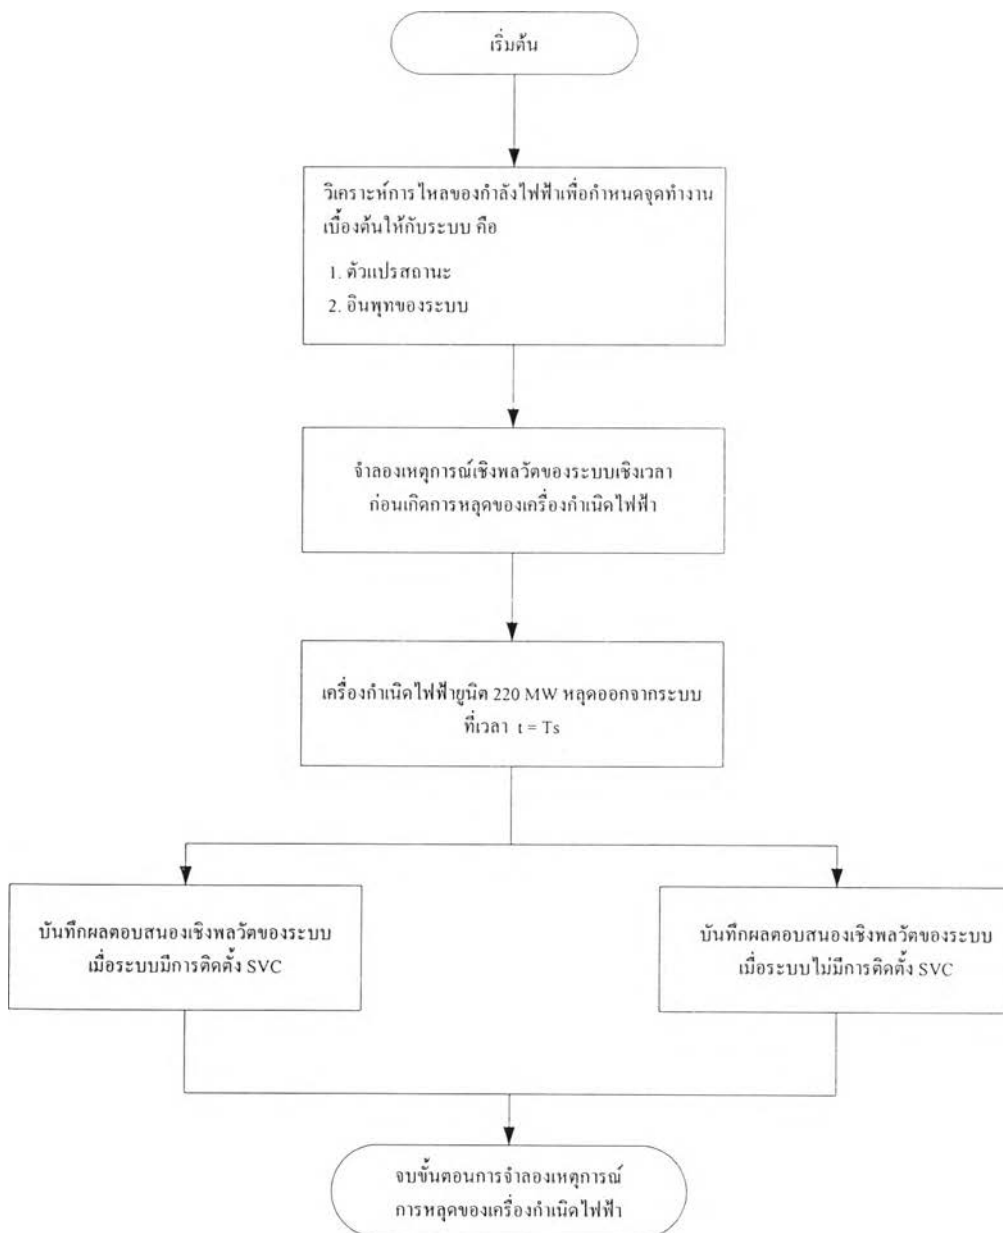 เริ่มต้น
วิเคราะห์การไหลของกำลังไฟฟ้าเพื่อกำหนดจุดทำงาน
เบื้องต้นให้กับระบบ คือ
1. ตัวแปรสถานะ
2. อินพุทของระบบ
จำลองเหตุการณ์เชิงพลวัตของระบบเชิงเวลา
ก่อนเกิดการหลุดของเครื่องกำเนิดไฟฟ้า
เครื่องกำเนิดไฟฟ้ายูนิต 220 MW หลุดออกจากระบบ
ที่เวลา t = Ts
บันทึกผลตอบสนองเชิงพลวัตของระบบ
เมื่อระบบมีการติดตั้ง SVC
บันทึกผลตอบสนองเชิงพลวัตของระบบ
เมื่อระบบไม่มีการติดตั้ง SVC
จบขั้นตอนการจำลองเหตุการณ์
การหลุดของเครื่องกำเนิดไฟฟ้า